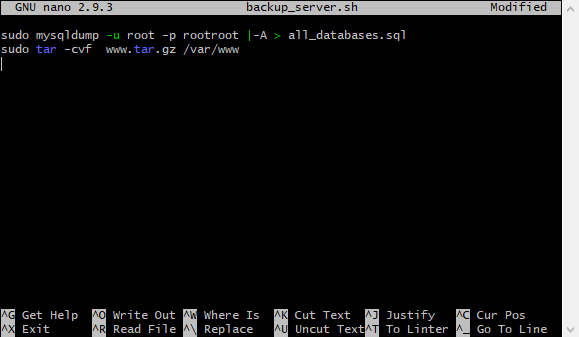 GNU nano 2.9.3 backup_server.sh Modified
sudo mysqldump -u root -p rootroot |-A > all_databases.sql
sudo tar -cvf  www.tar.gz /var/www
^G Get Help ^O Write Out ^W Where Is ^K Cut Text ^J Justify ^C Cur Pos
^X Exit ^R Read File ^\ Replace ^U Uncut Text ^T To Linter ^_ Go To Line